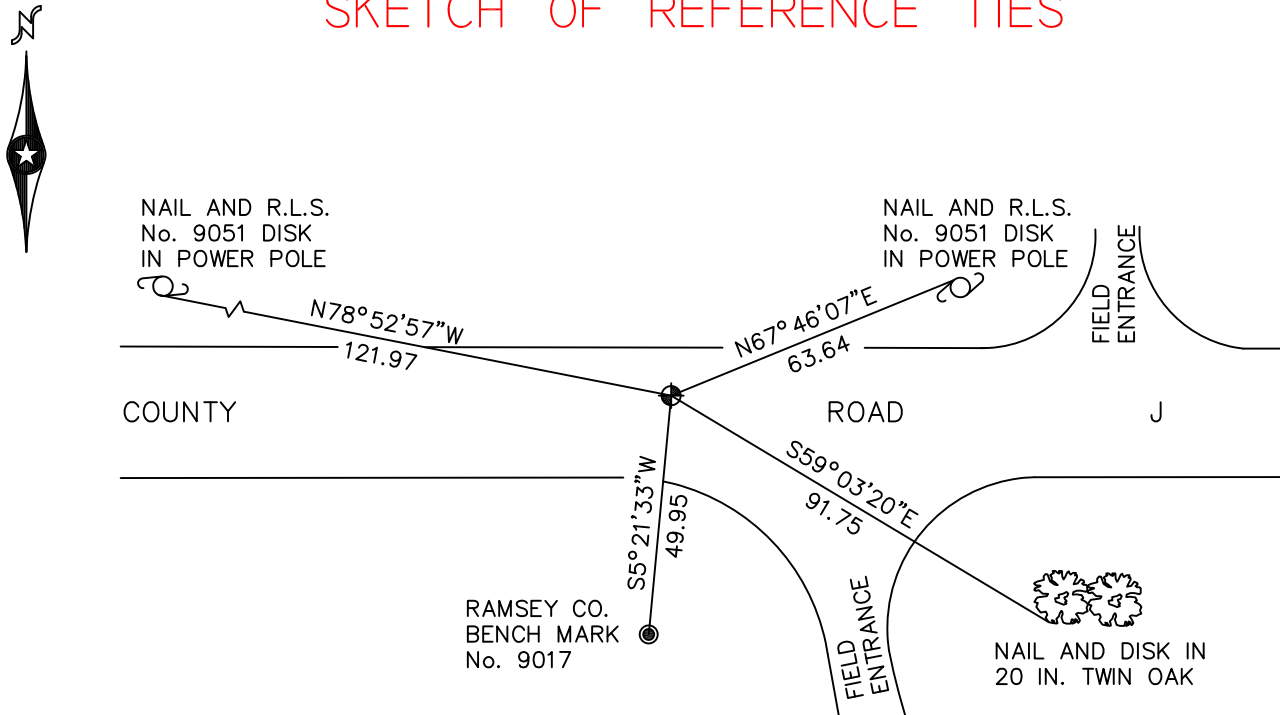 SKETCH OF REFERENCE TIES
N
NAIL AND R.L.S.
No. 9051 DISK
IN POWER POLE
NAIL AND R.L.S.
No. 9051 DISK
IN POWER POLE
FIELD
ENTRANCE
N78°52'57"W
121.97
N67°46'07"E
63.64
COUNTY ROAD J
S59°03'20"E
91.75
S5°21'33"W
49.95
RAMSEY CO.
BENCH MARK
No. 9017
FIELD
ENTRANCE
NAIL AND DISK IN
20 IN. TWIN OAK